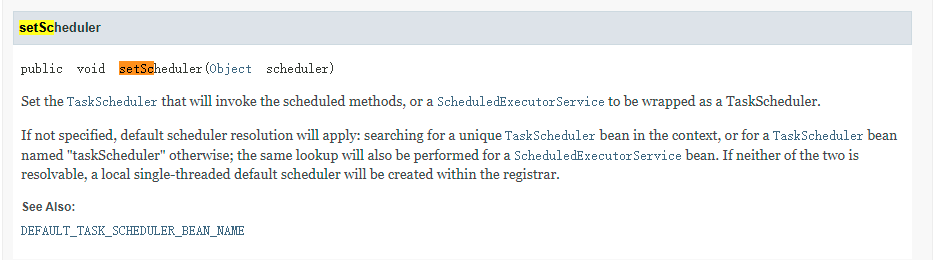 setScheduler
public void setScheduler(Object scheduler)
Set the TaskScheduler that will invoke the scheduled methods, or a ScheduledExecutorService to be wrapped as a TaskScheduler.
If not specified, default scheduler resolution will apply: searching for a unique TaskScheduler bean in the context, or for a TaskScheduler bean
named "taskScheduler" otherwise; the same lookup will also be performed for a ScheduledExecutorService bean. If neither of the two is
resolvable, a local single-threaded default scheduler will be created within the registrar.
See Also:
DEFAULT_TASK_SCHEDULER_BEAN_NAME